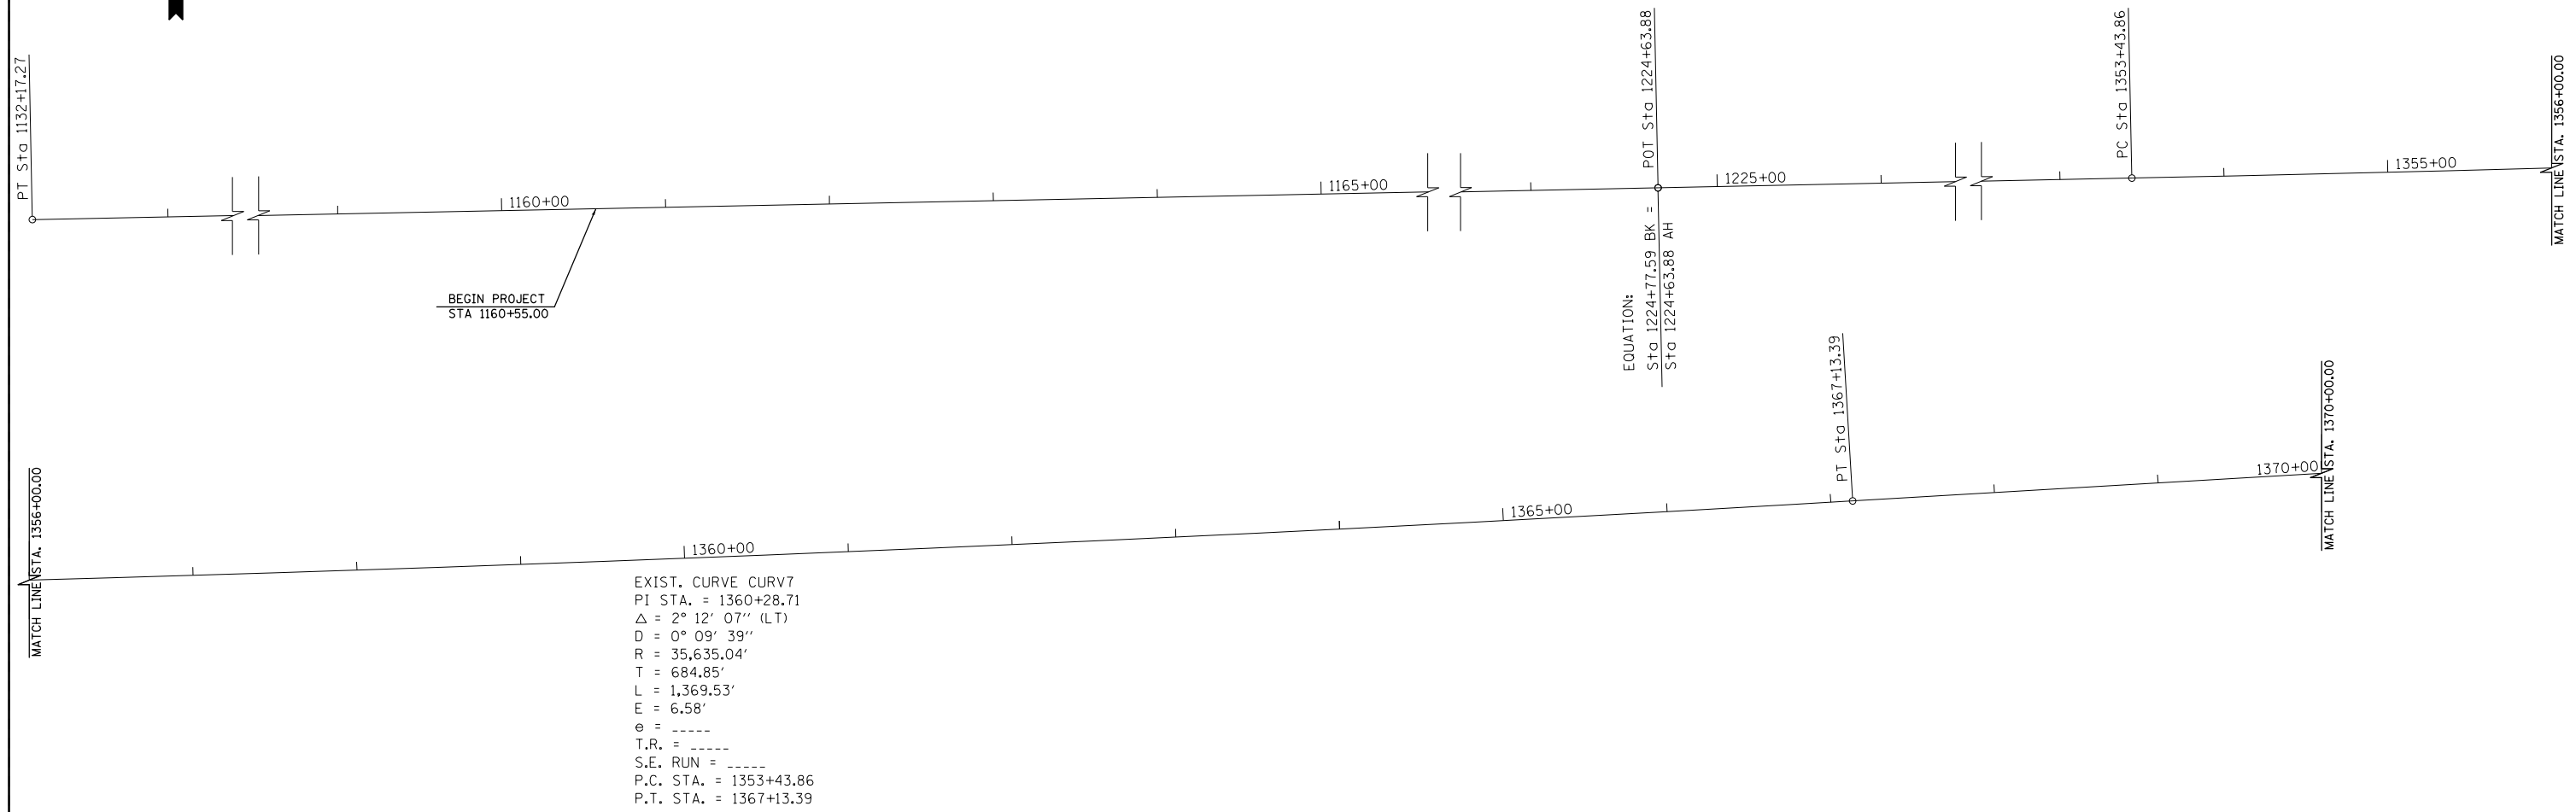 PT Sta 1132+17.27
1160+00
BEGIN PROJECT
STA 1160+55.00
1165+00
POT Sta 1224+63.88
EQUATION:
Sta 1224+77.59 BK =
Sta 1224+63.88 AH
1225+00
PC Sta 1353+43.86
1355+00
MATCH LINE STA. 1356+00.00
MATCH LINE STA. 1356+00.00
1360+00
1365+00
PT Sta 1367+13.39
1370+00
MATCH LINE STA. 1370+00.00
EXIST. CURVE CURV7
PI STA. = 1360+28.71
△ = 2° 12' 07'' (LT)
D = 0° 09' 39''
R = 35,635.04'
T = 684.85'
L = 1,369.53'
E = 6.58'
e = _____
T.R. = _____
S.E. RUN = _____
P.C. STA. = 1353+43.86
P.T. STA. = 1367+13.39